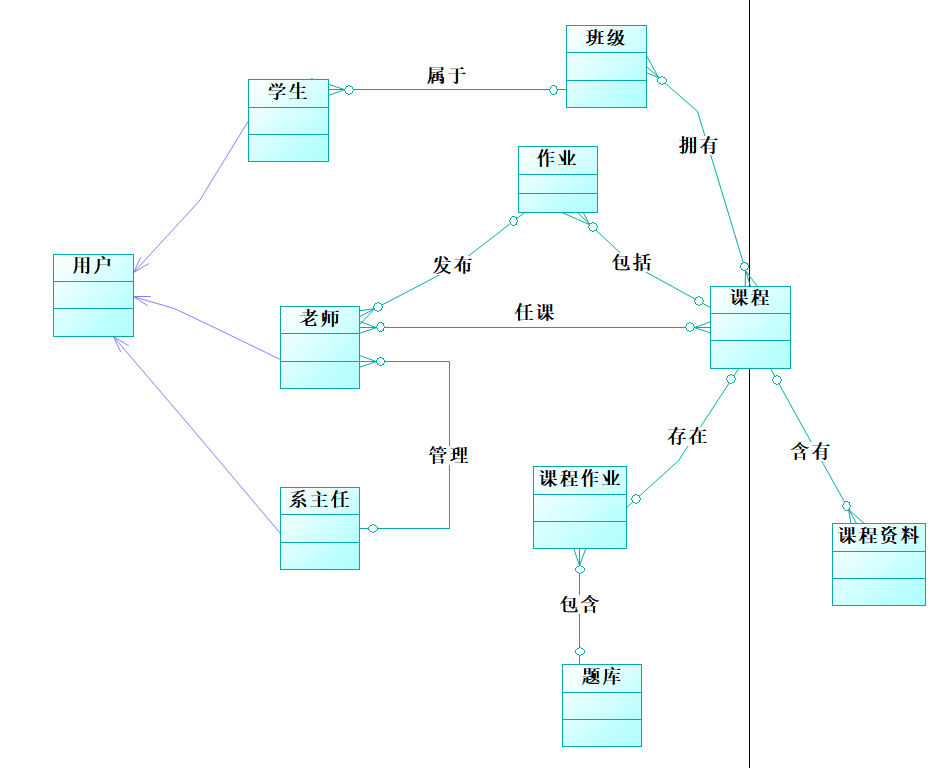 班级
属于
学生
拥有
作业
发布
包括
用户
课程
老师
任课
管理
存在
含有
系主任
课程作业
课程资料
包含
题库